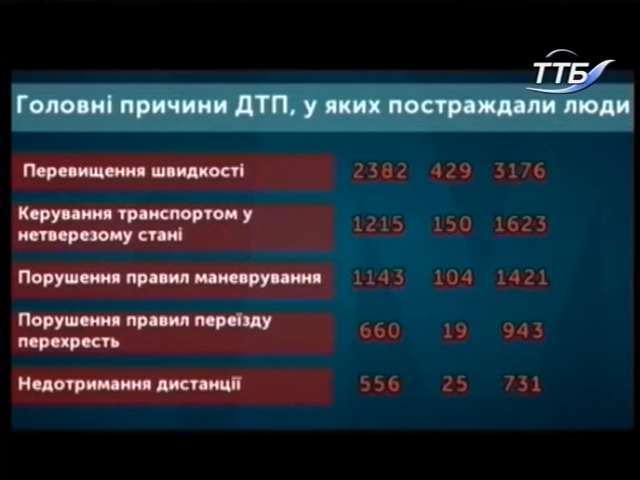 ТТБ
Головні причини ДТП, у яких постраждали люди
Перевищення швидкості 2382 429 3176
Керування транспортом у
нетверезому стані 1215 150 1623
Порушення правил маневрування 1143 104 1421
Порушення правил переїзду
перехресть 660 19 943
Недотримання дистанції 556 25 731